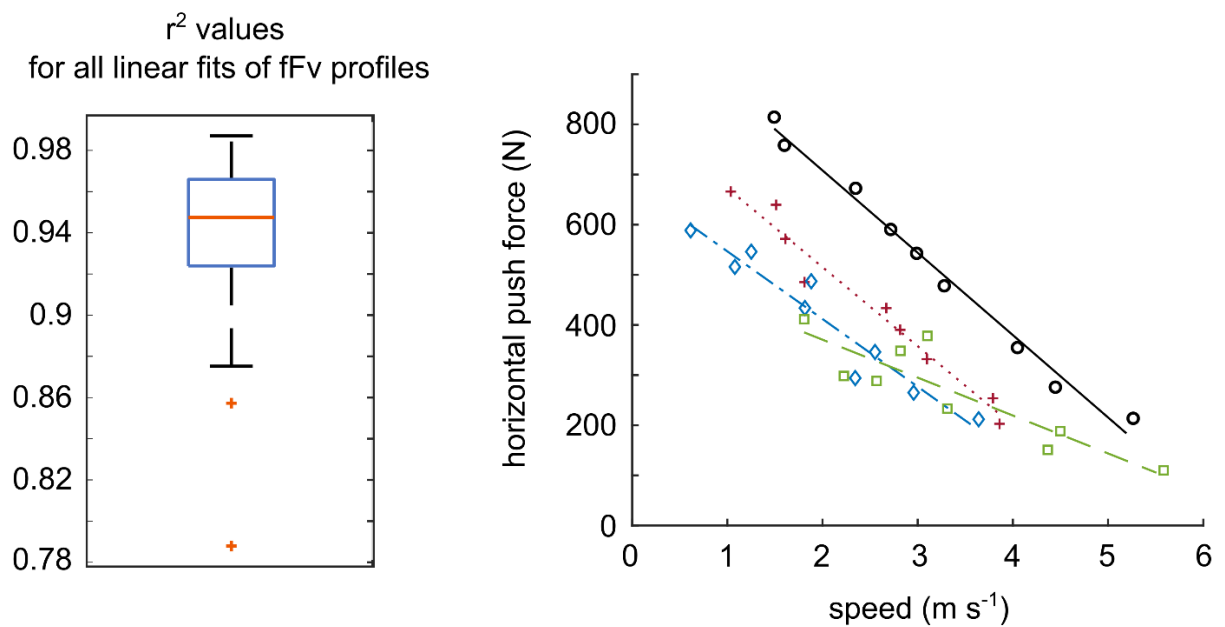 r² values
for all linear fits of fFv profiles
0.98
0.94
0.9
0.86
0.82
0.78
horizontal push force (N)
800
600
400
200
0
0 1 2 3 4 5 6
speed (m s⁻¹)